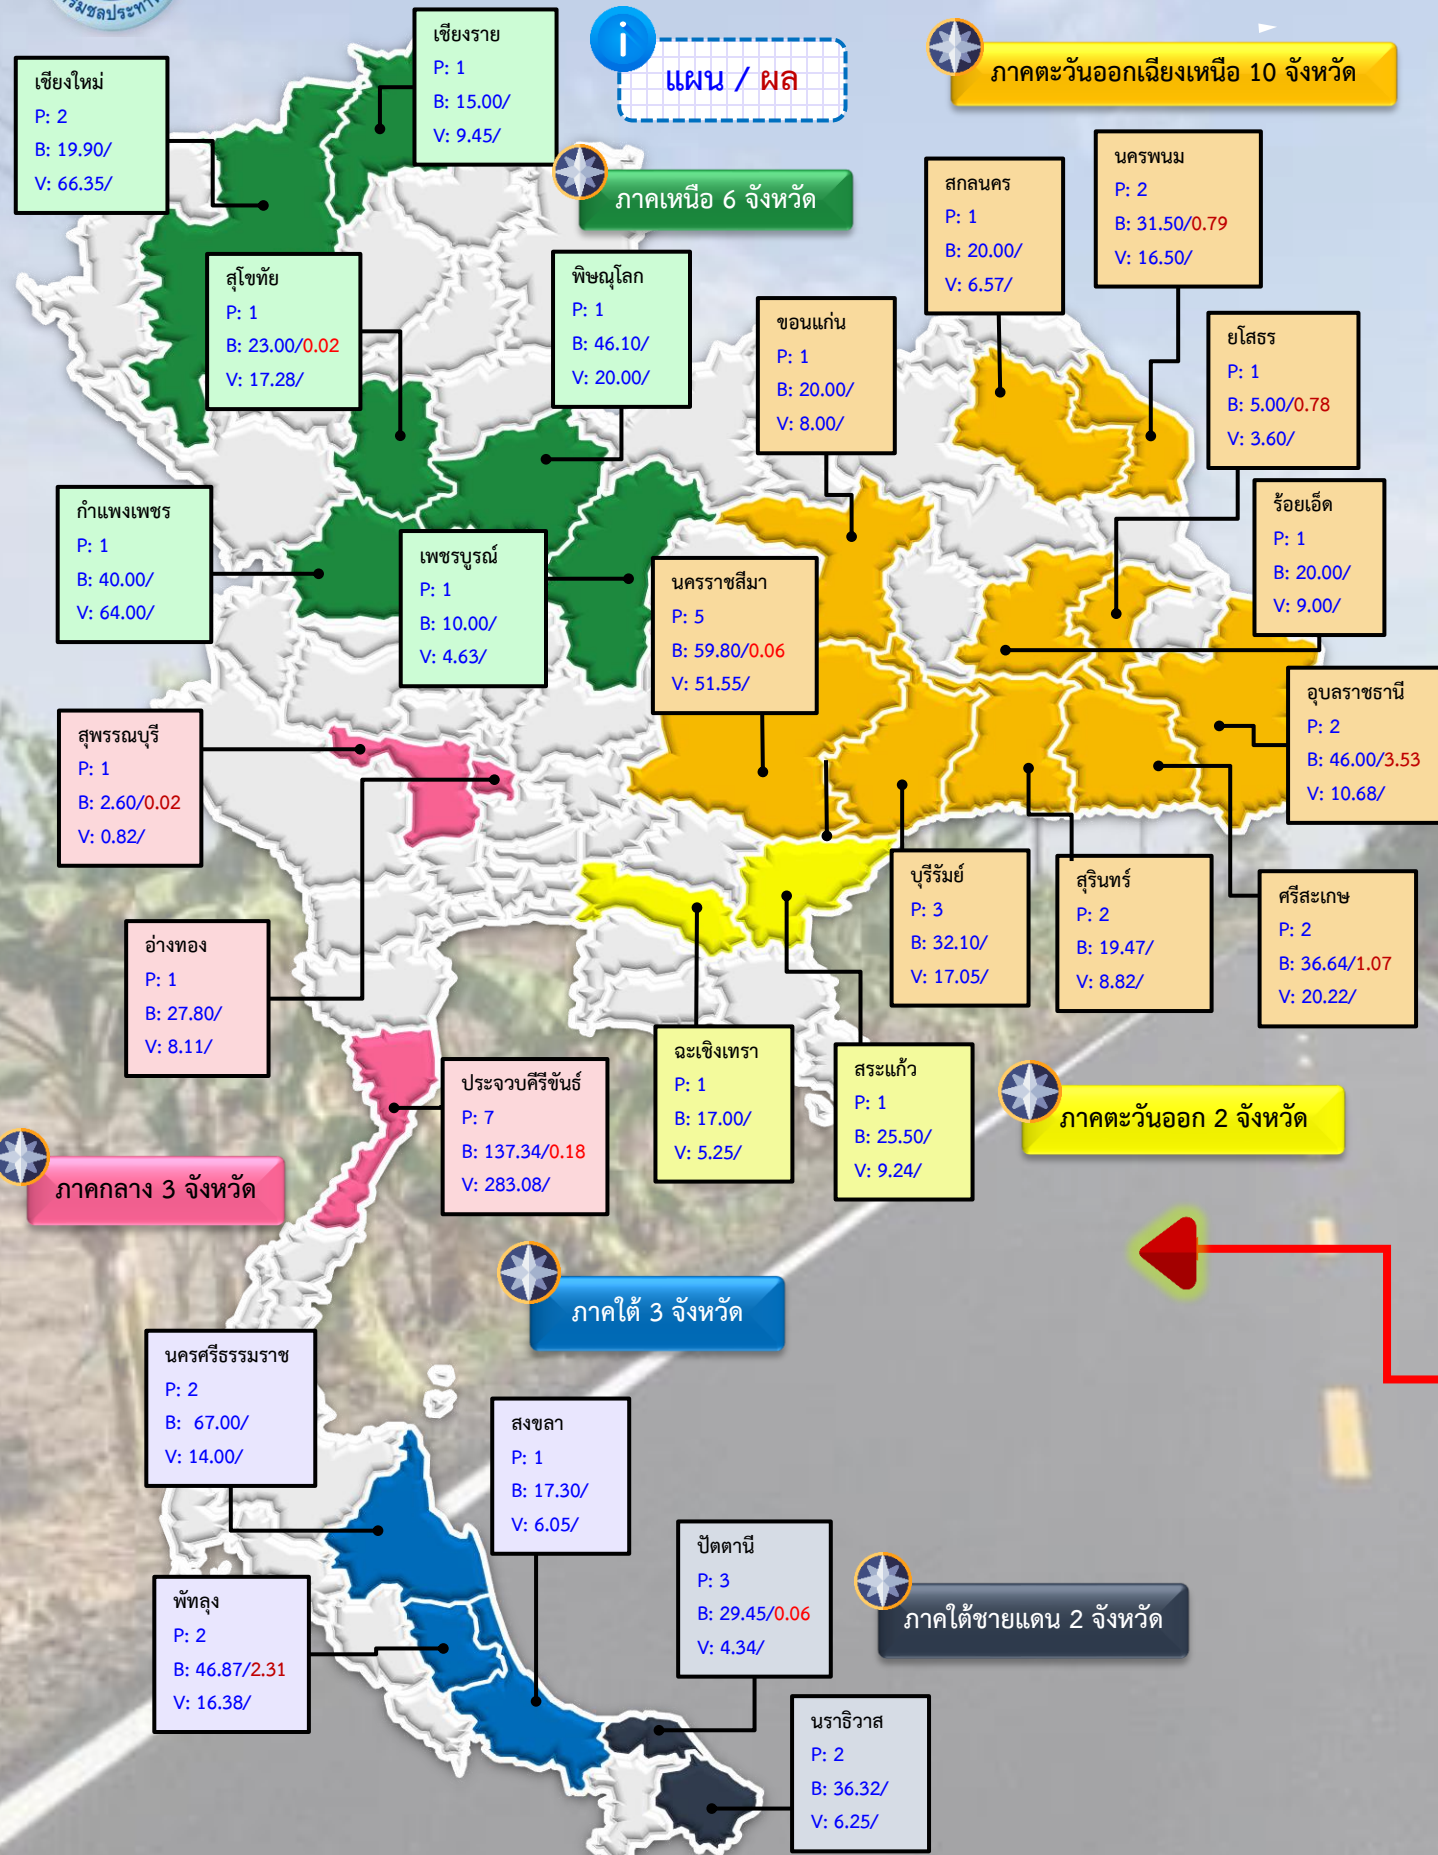 กรมชลประทาน
แผน / ผล
ภาคตะวันออกเฉียงเหนือ 10 จังหวัด
เชียงราย
P: 1
B: 15.00/
V: 9.45/
เชียงใหม่
P: 2
B: 19.90/
V: 66.35/
ภาคเหนือ 6 จังหวัด
สกลนคร
P: 1
B: 20.00/
V: 6.57/
นครพนม
P: 2
B: 31.50/0.79
V: 16.50/
สุโขทัย
P: 1
B: 23.00/0.02
V: 17.28/
พิษณุโลก
P: 1
B: 46.10/
V: 20.00/
ขอนแก่น
P: 1
B: 20.00/
V: 8.00/
ยโสธร
P: 1
B: 5.00/0.78
V: 3.60/
กำแพงเพชร
P: 1
B: 40.00/
V: 64.00/
เพชรบูรณ์
P: 1
B: 10.00/
V: 4.63/
นครราชสีมา
P: 5
B: 59.80/0.06
V: 51.55/
ร้อยเอ็ด
P: 1
B: 20.00/
V: 9.00/
อุบลราชธานี
P: 2
B: 46.00/3.53
V: 10.68/
สุพรรณบุรี
P: 1
B: 2.60/0.02
V: 0.82/
อ่างทอง
P: 1
B: 27.80/
V: 8.11/
บุรีรัมย์
P: 3
B: 32.10/
V: 17.05/
สุรินทร์
P: 2
B: 19.47/
V: 8.82/
ศรีสะเกษ
P: 2
B: 36.64/1.07
V: 20.22/
ประจวบคีรีขันธ์
P: 7
B: 137.34/0.18
V: 283.08/
ฉะเชิงเทรา
P: 1
B: 17.00/
V: 5.25/
สระแก้ว
P: 1
B: 25.50/
V: 9.24/
ภาคตะวันออก 2 จังหวัด
ภาคกลาง 3 จังหวัด
ภาคใต้ 3 จังหวัด
นครศรีธรรมราช
P: 2
B: 67.00/
V: 14.00/
สงขลา
P: 1
B: 17.30/
V: 6.05/
พัทลุง
P: 2
B: 46.87/2.31
V: 16.38/
ปัตตานี
P: 3
B: 29.45/0.06
V: 4.34/
ภาคใต้ชายแดน 2 จังหวัด
นราธิวาส
P: 2
B: 36.32/
V: 6.25/